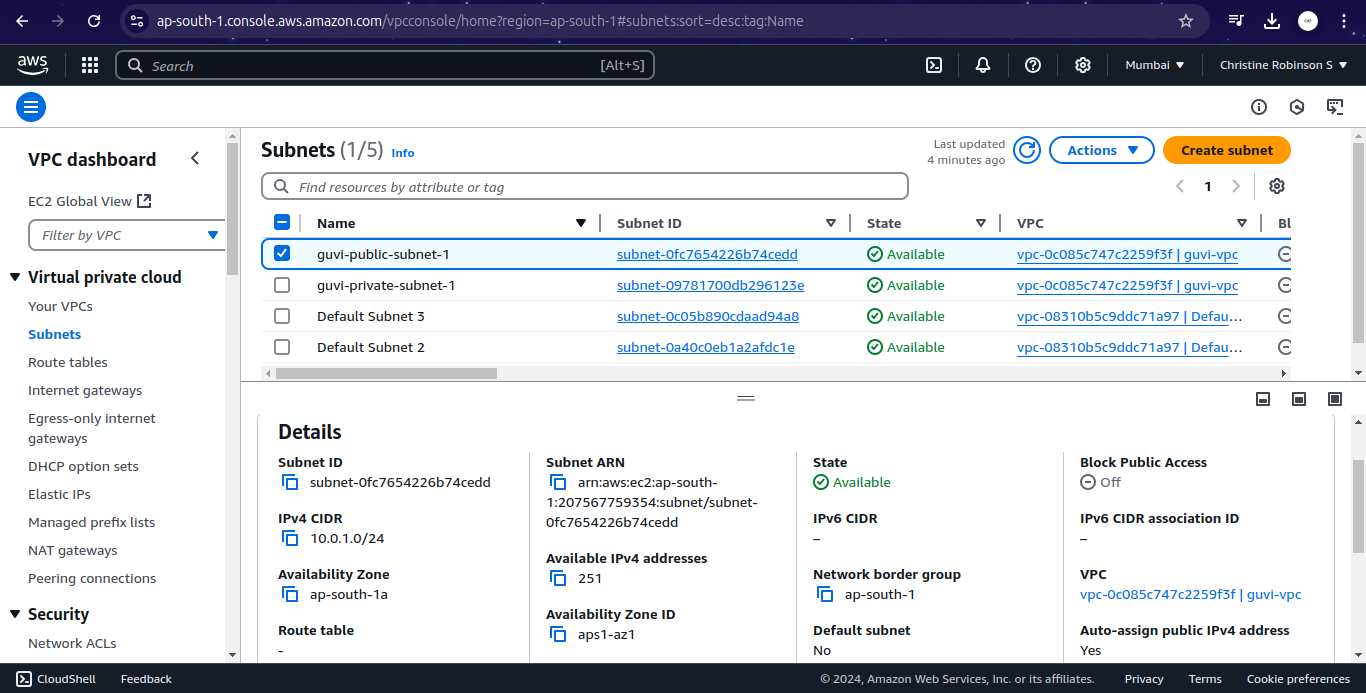 ap-south-1.console.aws.amazon.com/vpcconsole/home?region=ap-south-1#subnets:sort=desc:tag:Name
aws
Search
[Alt+S]
Mumbai
Christine Robinson S
VPC dashboard
EC2 Global View
Filter by VPC
Virtual private cloud
Your VPCs
Subnets
Route tables
Internet gateways
Egress-only internet
gateways
DHCP option sets
Elastic IPs
Managed prefix lists
NAT gateways
Peering connections
Security
Network ACLs
Subnets (1/5) Info
Last updated
4 minutes ago
Actions
Create subnet
Find resources by attribute or tag
1
Name Subnet ID State VPC Bl
guvi-public-subnet-1 subnet-0fc7654226b74cedd Available vpc-0c085c747c2259f3f | guvi-vpc
guvi-private-subnet-1 subnet-09781700db296123e Available vpc-0c085c747c2259f3f | guvi-vpc
Default Subnet 3 subnet-0c05b890cdaad94a8 Available vpc-08310b5c9ddc71a97 | Defau…
Default Subnet 2 subnet-0a40c0eb1a2afdc1e Available vpc-08310b5c9ddc71a97 | Defau…
Details
Subnet ID
subnet-0fc7654226b74cedd
IPv4 CIDR
10.0.1.0/24
Availability Zone
ap-south-1a
Route table
-
Subnet ARN
arn:aws:ec2:ap-south-
1:207567759354:subnet/subnet-
0fc7654226b74cedd
Available IPv4 addresses
251
Availability Zone ID
aps1-az1
State
Available
IPv6 CIDR
–
Network border group
ap-south-1
Default subnet
No
Block Public Access
Off
IPv6 CIDR association ID
–
VPC
vpc-0c085c747c2259f3f | guvi-vpc
Auto-assign public IPv4 address
Yes
CloudShell
Feedback
© 2024, Amazon Web Services, Inc. or its affiliates.
Privacy
Terms
Cookie preferences